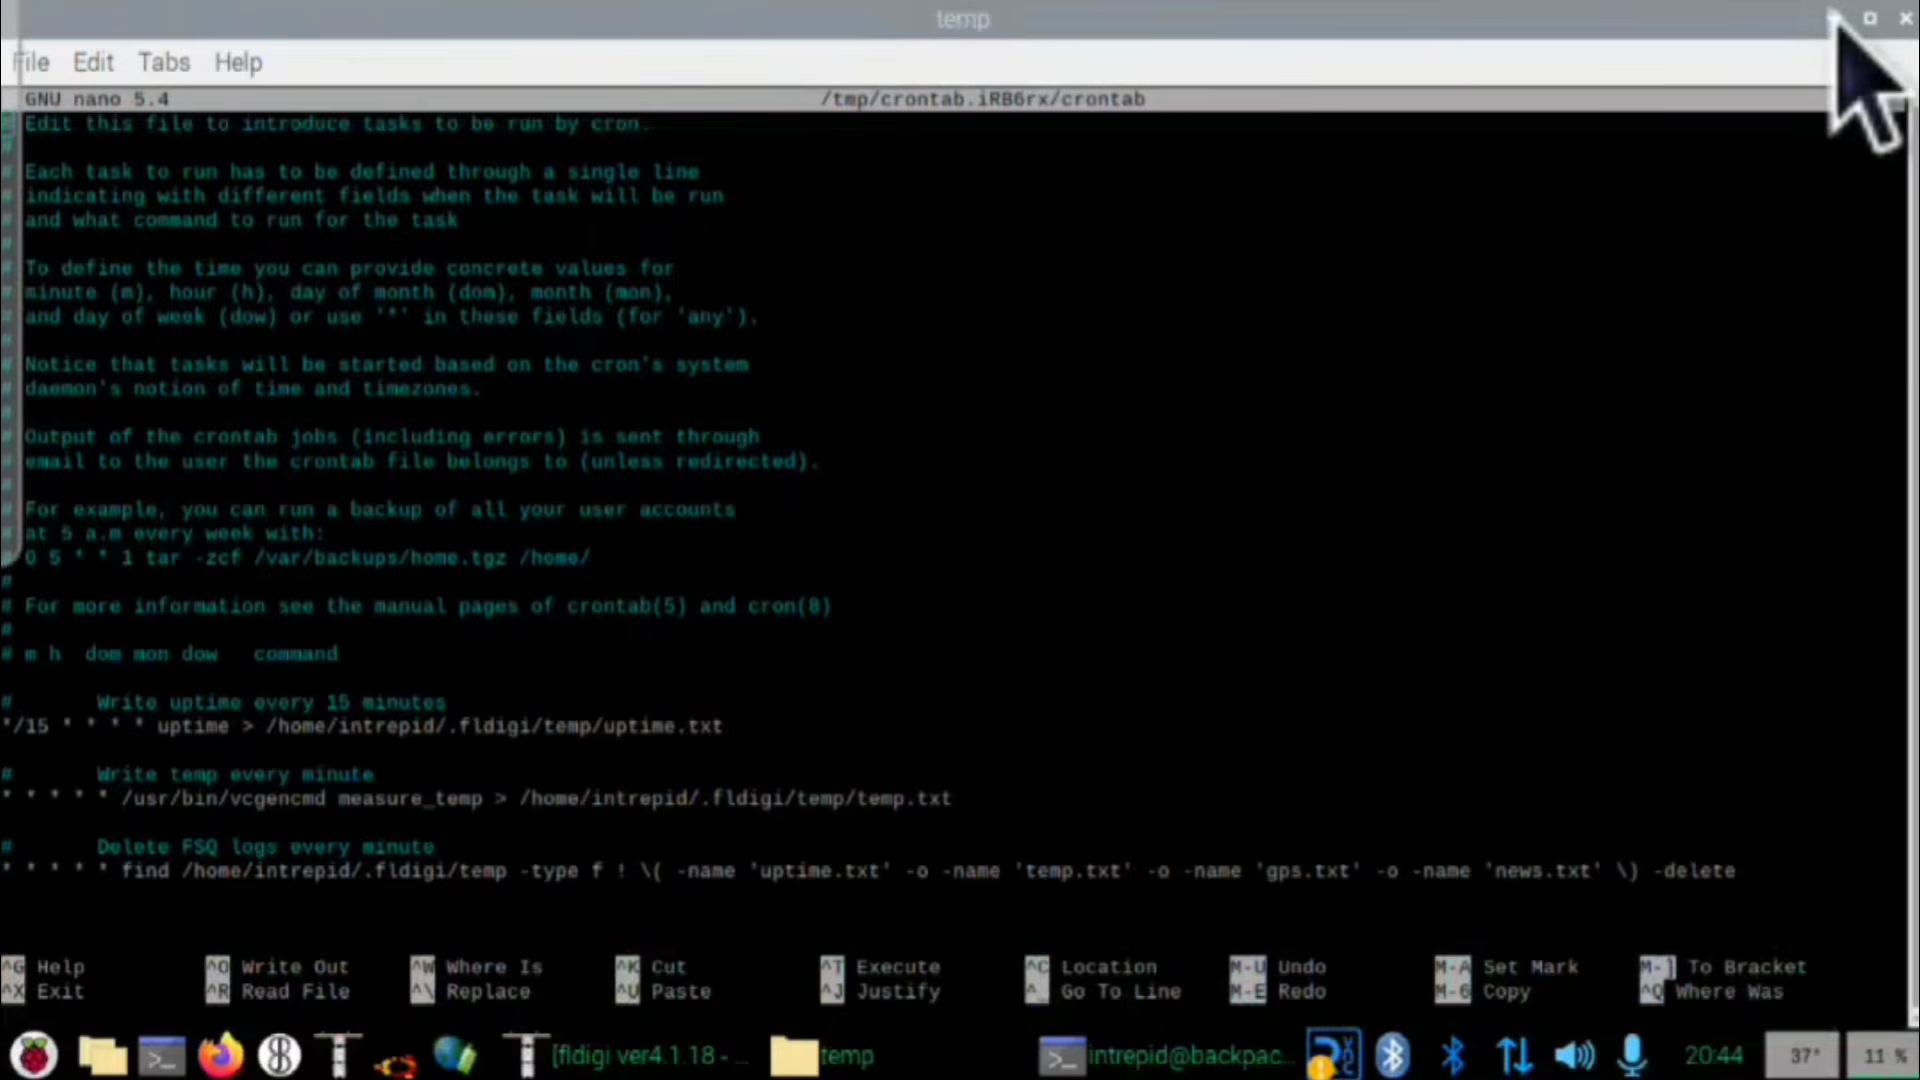 temp
File Edit Tabs Help
GNU nano 5.4 /tmp/crontab.iRB6rx/crontab
# Edit this file to introduce tasks to be run by cron.
#
# Each task to run has to be defined through a single line
# indicating with different fields when the task will be run
# and what command to run for the task
#
# To define the time you can provide concrete values for
# minute (m), hour (h), day of month (dom), month (mon),
# and day of week (dow) or use '*' in these fields (for 'any').
#
# Notice that tasks will be started based on the cron's system
# daemon's notion of time and timezones.
#
# Output of the crontab jobs (including errors) is sent through
# email to the user the crontab file belongs to (unless redirected).
#
# For example, you can run a backup of all your user accounts
# at 5 a.m every week with:
# 0 5 * * 1 tar -zcf /var/backups/home.tgz /home/
#
# For more information see the manual pages of crontab(5) and cron(8)
#
# m h  dom mon dow   command
#       Write uptime every 15 minutes
*/15 * * * * uptime > /home/intrepid/.fldigi/temp/uptime.txt
#       Write temp every minute
* * * * * /usr/bin/vcgencmd measure_temp > /home/intrepid/.fldigi/temp/temp.txt
#       Delete FSQ logs every minute
* * * * * find /home/intrepid/.fldigi/temp -type f ! \( -name 'uptime.txt' -o -name 'temp.txt' -o -name 'gps.txt' -o -name 'news.txt' \) -delete
^G Help ^O Write Out ^W Where Is ^K Cut ^T Execute ^C Location M-U Undo M-A Set Mark M-] To Bracket
^X Exit ^R Read File ^\ Replace ^U Paste ^J Justify ^_ Go To Line M-E Redo M-6 Copy ^Q Where Was
[fldigi ver4.1.18 - ... temp intrepid@backpac... 20:44 37° 11 %